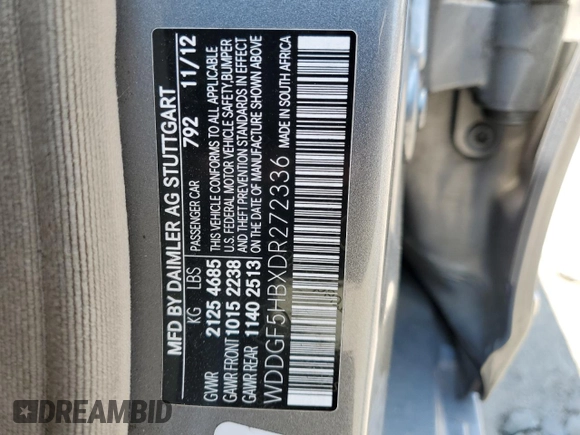 MFD BY DAIMLER AG STUTTGART
792 11/12
KG LBS PASSENGER CAR
GVWR 2125 4685
GAWR FRONT 1015 2238
GAWR REAR 1140 2513
THIS VEHICLE CONFORMS TO ALL APPLICABLE
U.S. FEDERAL MOTOR VEHICLE SAFETY, BUMPER
AND THEFT PREVENTION STANDARDS IN EFFECT
ON THE DATE OF MANUFACTURE SHOWN ABOVE
WDDGF5HBXDR272336 MADE IN SOUTH AFRICA
DREAMBID